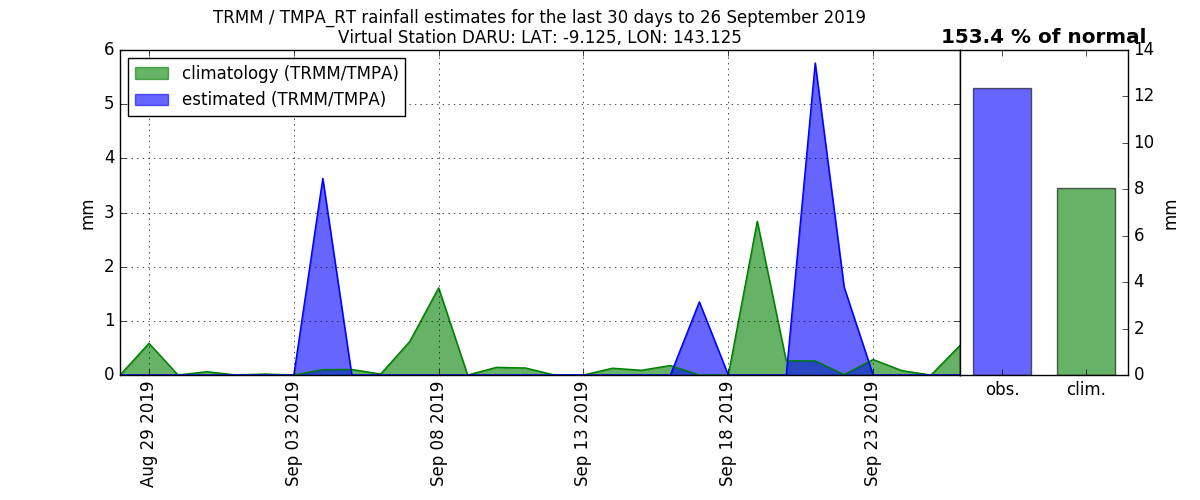 TRMM / TMPA_RT rainfall estimates for the last 30 days to 26 September 2019
Virtual Station DARU: LAT: -9.125, LON: 143.125
153.4 % of normal
climatology (TRMM/TMPA)
estimated (TRMM/TMPA)
6
5
4
3
2
1
0
mm
Aug 29 2019
Sep 03 2019
Sep 08 2019
Sep 13 2019
Sep 18 2019
Sep 23 2019
14
12
10
8
6
4
2
0
mm
obs.
clim.